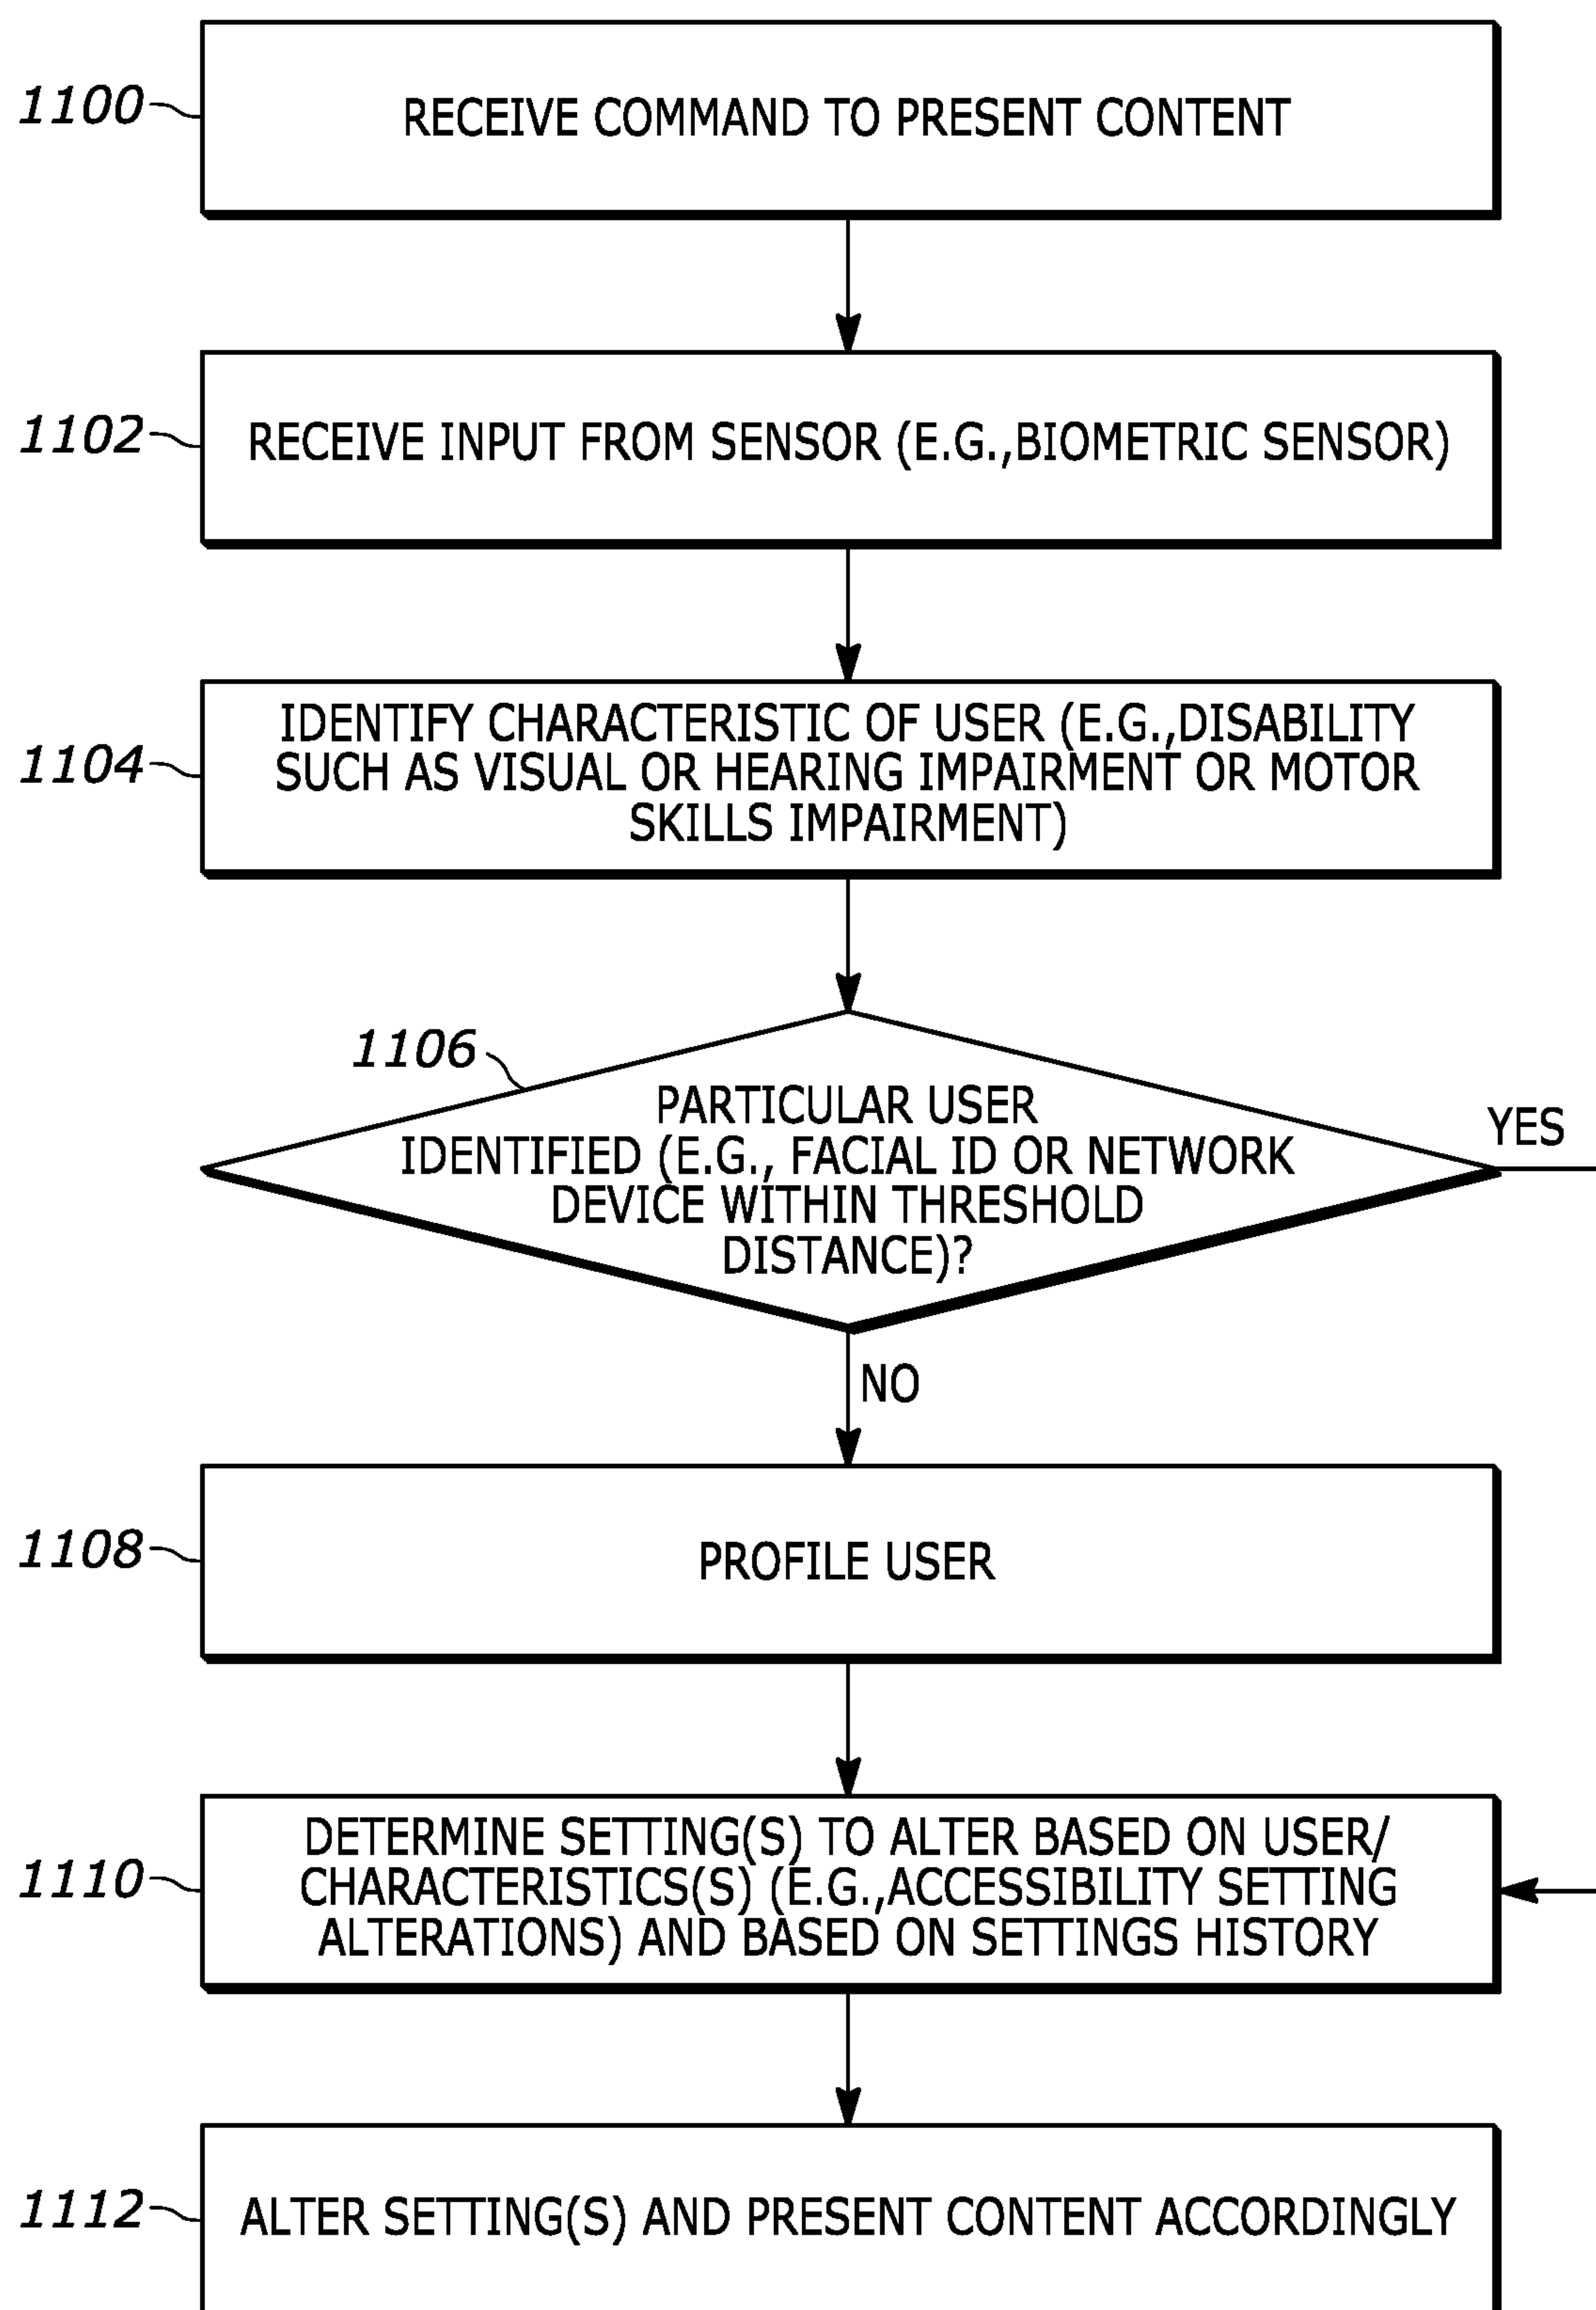 1100
RECEIVE COMMAND TO PRESENT CONTENT
1102
RECEIVE INPUT FROM SENSOR (E.G.,BIOMETRIC SENSOR)
1104
IDENTIFY CHARACTERISTIC OF USER (E.G.,DISABILITY
SUCH AS VISUAL OR HEARING IMPAIRMENT OR MOTOR
SKILLS IMPAIRMENT)
1106
PARTICULAR USER
IDENTIFIED (E.G., FACIAL ID OR NETWORK
DEVICE WITHIN THRESHOLD
DISTANCE)?
YES
NO
1108
PROFILE USER
1110
DETERMINE SETTING(S) TO ALTER BASED ON USER/
CHARACTERISTICS(S) (E.G.,ACCESSIBILITY SETTING
ALTERATIONS) AND BASED ON SETTINGS HISTORY
1112
ALTER SETTING(S) AND PRESENT CONTENT ACCORDINGLY